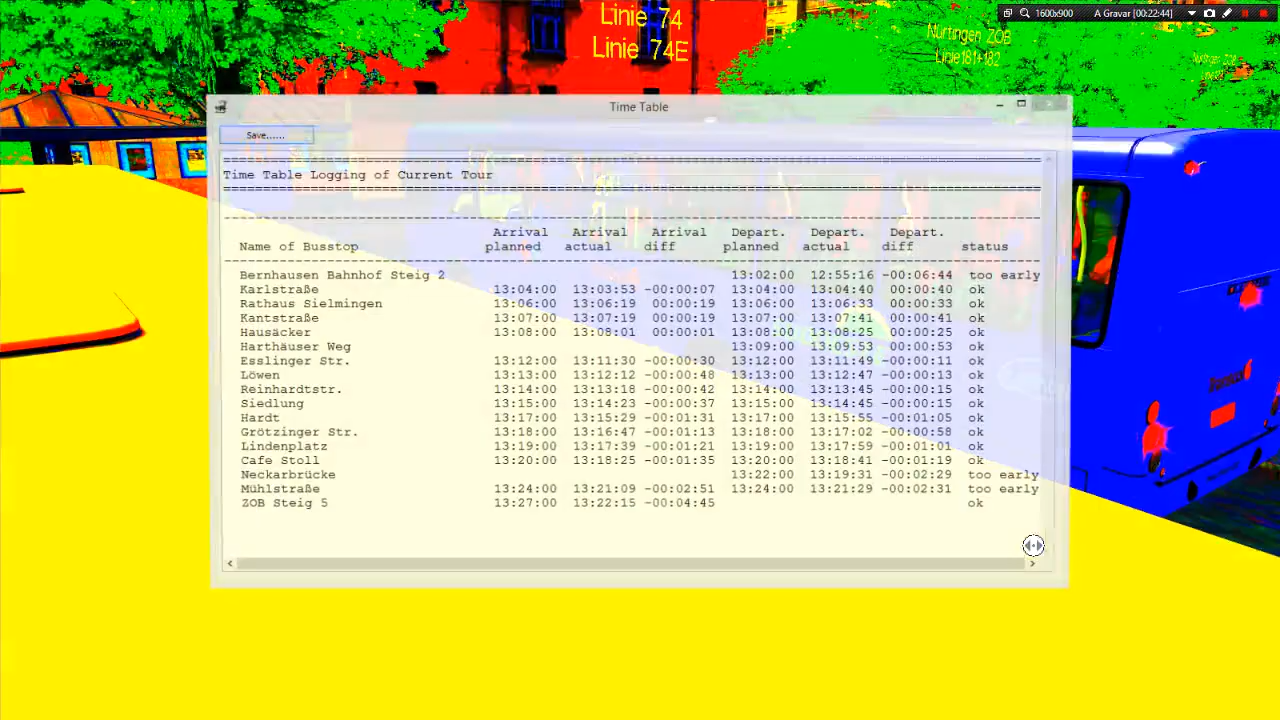 Linie 74
Linie 74E
Nürtingen ZOB
Linie181+182
1600x900 A Gravar [00:22:44]
Time Table
Save......
Time Table Logging of Current Tour
Arrival Arrival Arrival Depart. Depart. Depart.
Name of Busstop planned actual diff planned actual diff status
Bernhausen Bahnhof Steig 2 13:02:00 12:55:16 -00:06:44 too early
Karlstraße 13:04:00 13:03:53 -00:00:07 13:04:00 13:04:40 00:00:40 ok
Rathaus Sielmingen 13:06:00 13:06:19 00:00:19 13:06:00 13:06:33 00:00:33 ok
Kantstraße 13:07:00 13:07:19 00:00:19 13:07:00 13:07:41 00:00:41 ok
Hausäcker 13:08:00 13:08:01 00:00:01 13:08:00 13:08:25 00:00:25 ok
Harthäuser Weg 13:09:00 13:09:53 00:00:53 ok
Esslinger Str. 13:12:00 13:11:30 -00:00:30 13:12:00 13:11:49 -00:00:11 ok
Löwen 13:13:00 13:12:12 -00:00:48 13:13:00 13:12:47 -00:00:13 ok
Reinhardtstr. 13:14:00 13:13:18 -00:00:42 13:14:00 13:13:45 -00:00:15 ok
Siedlung 13:15:00 13:14:23 -00:00:37 13:15:00 13:14:45 -00:00:15 ok
Hardt 13:17:00 13:15:29 -00:01:31 13:17:00 13:15:55 -00:01:05 ok
Grötzinger Str. 13:18:00 13:16:47 -00:01:13 13:18:00 13:17:02 -00:00:58 ok
Lindenplatz 13:19:00 13:17:39 -00:01:21 13:19:00 13:17:59 -00:01:01 ok
Cafe Stoll 13:20:00 13:18:25 -00:01:35 13:20:00 13:18:41 -00:01:19 ok
Neckarbrücke 13:22:00 13:19:31 -00:02:29 too early
Mühlstraße 13:24:00 13:21:09 -00:02:51 13:24:00 13:21:29 -00:02:31 too early
ZOB Steig 5 13:27:00 13:22:15 -00:04:45 ok